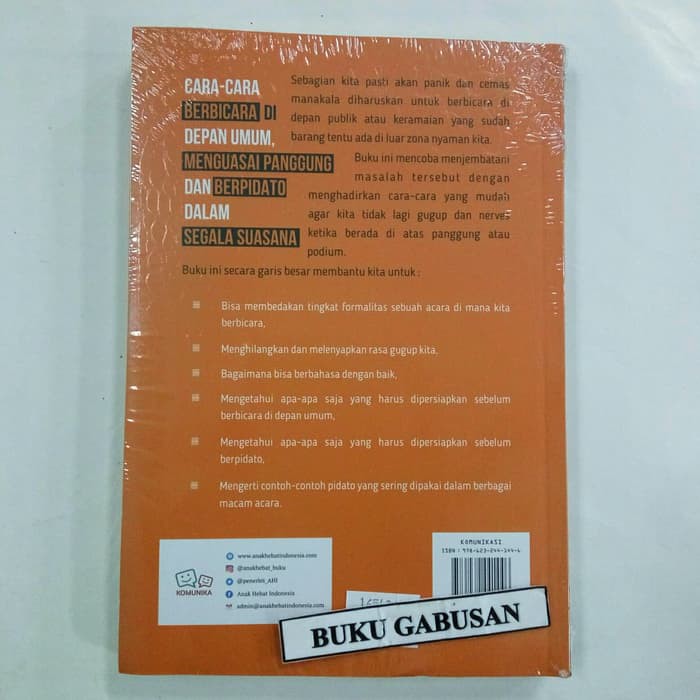 CARA-CARA
BERBICARA DI
DEPAN UMUM,
MENGUASAI PANGGUNG
DAN BERPIDATO
DALAM
SEGALA SUASANA
Sebagian kita pasti akan panik dan cemas
manakala diharuskan untuk berbicara di
depan publik atau keramaian yang sudah
barang tentu ada di luar zona nyaman kita.
Buku ini mencoba menjembatani
masalah tersebut dengan
menghadirkan cara-cara yang mudah
agar kita tidak lagi gugup dan nerves
ketika berada di atas panggung atau
podium.
Buku ini secara garis besar membantu kita untuk :
Bisa membedakan tingkat formalitas sebuah acara di mana kita
berbicara,
Menghilangkan dan melenyapkan rasa gugup kita,
Bagaimana bisa berbahasa dengan baik,
Mengetahui apa-apa saja yang harus dipersiapkan sebelum
berbicara di depan umum,
Mengetahui apa-apa saja yang harus dipersiapkan sebelum
berpidato,
Mengerti contoh-contoh pidato yang sering dipakai dalam berbagai
macam acara.
KOMUNIKA
www.anakhebatindonesia.com
@anakhebat_buku
@penerbit_AHI
Anak Hebat Indonesia
admin@anakhebatindonesia.com
KOMUNIKASI
ISBN : 978-623-244-244-6
BUKU GABUSAN